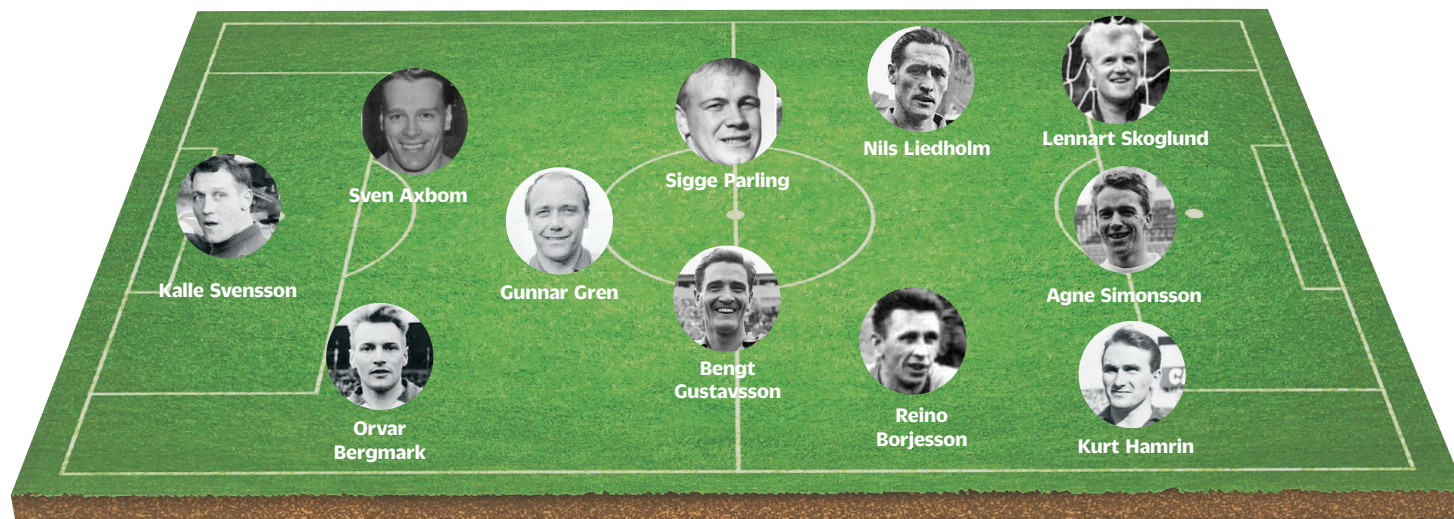 Sven Axbom
Kalle Svensson
Orvar
Bergmark
Gunnar Gren
Sigge Parling
Bengt
Gustavsson
Nils Liedholm
Reino
Borjesson
Lennart Skoglund
Agne Simonsson
Kurt Hamrin